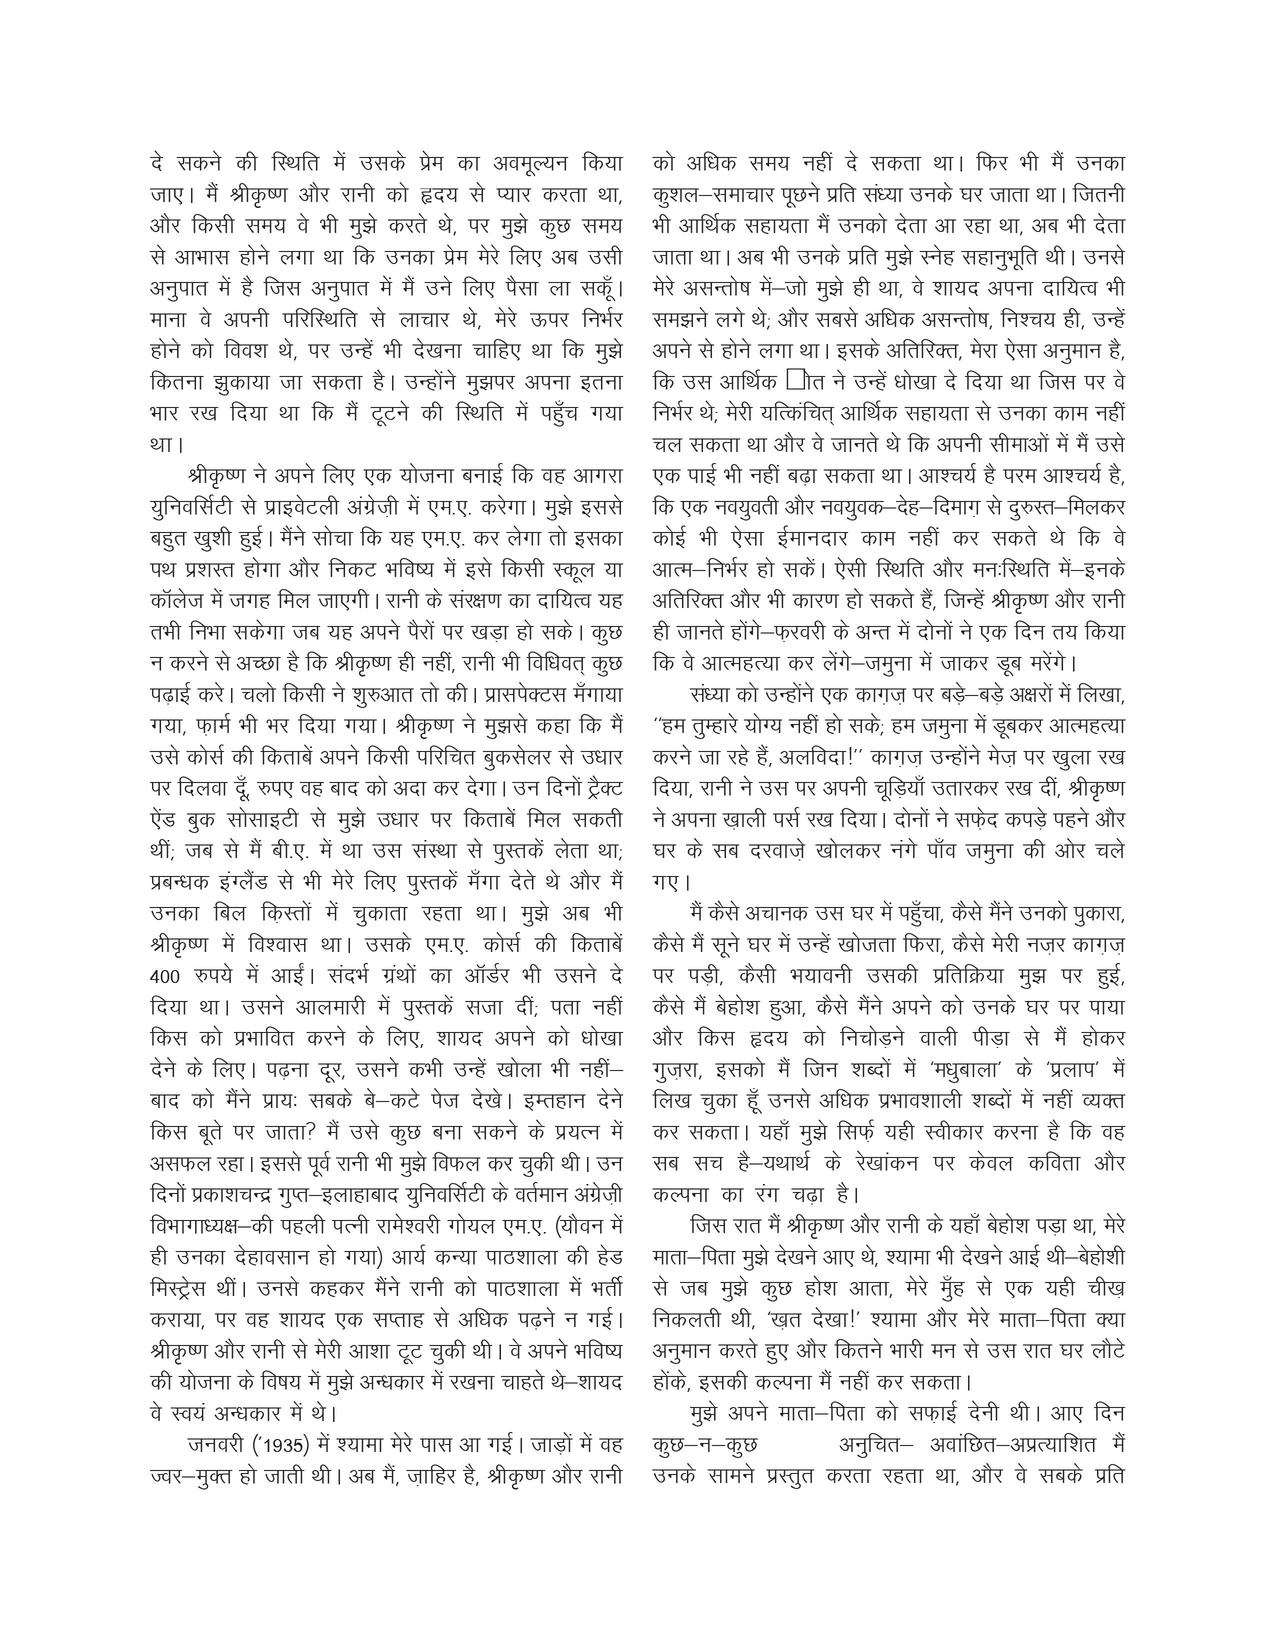 दे सकने की स्थिति में उसके प्रेम का अवमूल्यन किया
जाए। मैं श्रीकृष्ण और रानी को हृदय से प्यार करता था,
और किसी समय वे भी मुझे करते थे, पर मुझे कुछ समय
से आभास होने लगा था कि उनका प्रेम मेरे लिए अब उसी
अनुपात में है जिस अनुपात में मैं उने लिए पैसा ला सकूँ।
माना वे अपनी परिस्थिति से लाचार थे, मेरे ऊपर निर्भर
होने को विवश थे, पर उन्हें भी देखना चाहिए था कि मुझे
कितना झुकाया जा सकता है। उन्होंने मुझपर अपना इतना
भार रख दिया था कि मैं टूटने की स्थिति में पहुँच गया
था।
श्रीकृष्ण ने अपने लिए एक योजना बनाई कि वह आगरा
युनिवर्सिटी से प्राइवेटली अंग्रेज़ी में एम.ए. करेगा। मुझे इससे
बहुत खुशी हुई। मैंने सोचा कि यह एम.ए. कर लेगा तो इसका
पथ प्रशस्त होगा और निकट भविष्य में इसे किसी स्कूल या
कॉलेज में जगह मिल जाएगी। रानी के संरक्षण का दायित्व यह
तभी निभा सकेगा जब यह अपने पैरों पर खड़ा हो सके। कुछ
न करने से अच्छा है कि श्रीकृष्ण ही नहीं, रानी भी विधिवत् कुछ
पढ़ाई करे। चलो किसी ने शुरुआत तो की। प्रासपेक्टस मँगाया
गया, फ़ार्म भी भर दिया गया। श्रीकृष्ण ने मुझसे कहा कि मैं
उसे कोर्स की किताबें अपने किसी परिचित बुकसेलर से उधार
पर दिलवा दूँ, रुपए वह बाद को अदा कर देगा। उन दिनों ट्रैक्ट
ऐंड बुक सोसाइटी से मुझे उधार पर किताबें मिल सकती
थीं; जब से मैं बी.ए. में था उस संस्था से पुस्तकें लेता था;
प्रबन्धक इंग्लैंड से भी मेरे लिए पुस्तकें मँगा देते थे और मैं
उनका बिल क़िस्तों में चुकाता रहता था। मुझे अब भी
श्रीकृष्ण में विश्वास था। उसके एम.ए. कोर्स की किताबें
400 रुपये में आईं। संदर्भ ग्रंथों का ऑर्डर भी उसने दे
दिया था। उसने आलमारी में पुस्तकें सजा दीं; पता नहीं
किस को प्रभावित करने के लिए, शायद अपने को धोखा
देने के लिए। पढ़ना दूर, उसने कभी उन्हें खोला भी नहीं–
बाद को मैंने प्रायः सबके बे–कटे पेज देखे। इम्तहान देने
किस बूते पर जाता? मैं उसे कुछ बना सकने के प्रयत्न में
असफल रहा। इससे पूर्व रानी भी मुझे विफल कर चुकी थी। उन
दिनों प्रकाशचन्द्र गुप्त–इलाहाबाद युनिवर्सिटी के वर्तमान अंग्रेज़ी
विभागाध्यक्ष–की पहली पत्नी रामेश्वरी गोयल एम.ए. (यौवन में
ही उनका देहावसान हो गया) आर्य कन्या पाठशाला की हेड
मिस्ट्रेस थीं। उनसे कहकर मैंने रानी को पाठशाला में भर्ती
कराया, पर वह शायद एक सप्ताह से अधिक पढ़ने न गई।
श्रीकृष्ण और रानी से मेरी आशा टूट चुकी थी। वे अपने भविष्य
की योजना के विषय में मुझे अन्धकार में रखना चाहते थे–शायद
वे स्वयं अन्धकार में थे।
जनवरी ('1935) में श्यामा मेरे पास आ गई। जाड़ों में वह
ज्वर–मुक्त हो जाती थी। अब मैं, ज़ाहिर है, श्रीकृष्ण और रानी
को अधिक समय नहीं दे सकता था। फिर भी मैं उनका
कुशल–समाचार पूछने प्रति संध्या उनके घर जाता था। जितनी
भी आर्थिक सहायता मैं उनको देता आ रहा था, अब भी देता
जाता था। अब भी उनके प्रति मुझे स्नेह सहानुभूति थी। उनसे
मेरे असन्तोष में–जो मुझे ही था, वे शायद अपना दायित्व भी
समझने लगे थे; और सबसे अधिक असन्तोष, निश्चय ही, उन्हें
अपने से होने लगा था। इसके अतिरिक्त, मेरा ऐसा अनुमान है,
कि उस आर्थिक □ोत ने उन्हें धोखा दे दिया था जिस पर वे
निर्भर थे; मेरी यत्किंचित् आर्थिक सहायता से उनका काम नहीं
चल सकता था और वे जानते थे कि अपनी सीमाओं में मैं उसे
एक पाई भी नहीं बढ़ा सकता था। आश्चर्य है परम आश्चर्य है,
कि एक नवयुवती और नवयुवक–देह–दिमाग़ से दुरुस्त–मिलकर
कोई भी ऐसा ईमानदार काम नहीं कर सकते थे कि वे
आत्म–निर्भर हो सकें। ऐसी स्थिति और मनःस्थिति में–इनके
अतिरिक्त और भी कारण हो सकते हैं, जिन्हें श्रीकृष्ण और रानी
ही जानते होंगे–फ़रवरी के अन्त में दोनों ने एक दिन तय किया
कि वे आत्महत्या कर लेंगे–जमुना में जाकर डूब मरेंगे।
संध्या को उन्होंने एक काग़ज़ पर बड़े–बड़े अक्षरों में लिखा,
''हम तुम्हारे योग्य नहीं हो सके; हम जमुना में डूबकर आत्महत्या
करने जा रहे हैं, अलविदा!'' काग़ज़ उन्होंने मेज़ पर खुला रख
दिया, रानी ने उस पर अपनी चूड़ियाँ उतारकर रख दीं, श्रीकृष्ण
ने अपना ख़ाली पर्स रख दिया। दोनों ने सफ़ेद कपड़े पहने और
घर के सब दरवाज़े खोलकर नंगे पाँव जमुना की ओर चले
गए।
मैं कैसे अचानक उस घर में पहुँचा, कैसे मैंने उनको पुकारा,
कैसे मैं सूने घर में उन्हें खोजता फिरा, कैसे मेरी नज़र काग़ज़
पर पड़ी, कैसी भयावनी उसकी प्रतिक्रिया मुझ पर हुई,
कैसे मैं बेहोश हुआ, कैसे मैंने अपने को उनके घर पर पाया
और किस हृदय को निचोड़ने वाली पीड़ा से मैं होकर
गुज़रा, इसको मैं जिन शब्दों में 'मधुबाला' के 'प्रलाप' में
लिख चुका हूँ उनसे अधिक प्रभावशाली शब्दों में नहीं व्यक्त
कर सकता। यहाँ मुझे सिर्फ़ यही स्वीकार करना है कि वह
सब सच है–यथार्थ के रेखांकन पर केवल कविता और
कल्पना का रंग चढ़ा है।
जिस रात मैं श्रीकृष्ण और रानी के यहाँ बेहोश पड़ा था, मेरे
माता–पिता मुझे देखने आए थे, श्यामा भी देखने आई थी–बेहोशी
से जब मुझे कुछ होश आता, मेरे मुँह से एक यही चीख़
निकलती थी, 'ख़त देखा!' श्यामा और मेरे माता–पिता क्या
अनुमान करते हुए और कितने भारी मन से उस रात घर लौटे
होंके, इसकी कल्पना मैं नहीं कर सकता।
मुझे अपने माता–पिता को सफ़ाई देनी थी। आए दिन
कुछ–न–कुछ अनुचित– अवांछित–अप्रत्याशित मैं
उनके सामने प्रस्तुत करता रहता था, और वे सबके प्रति